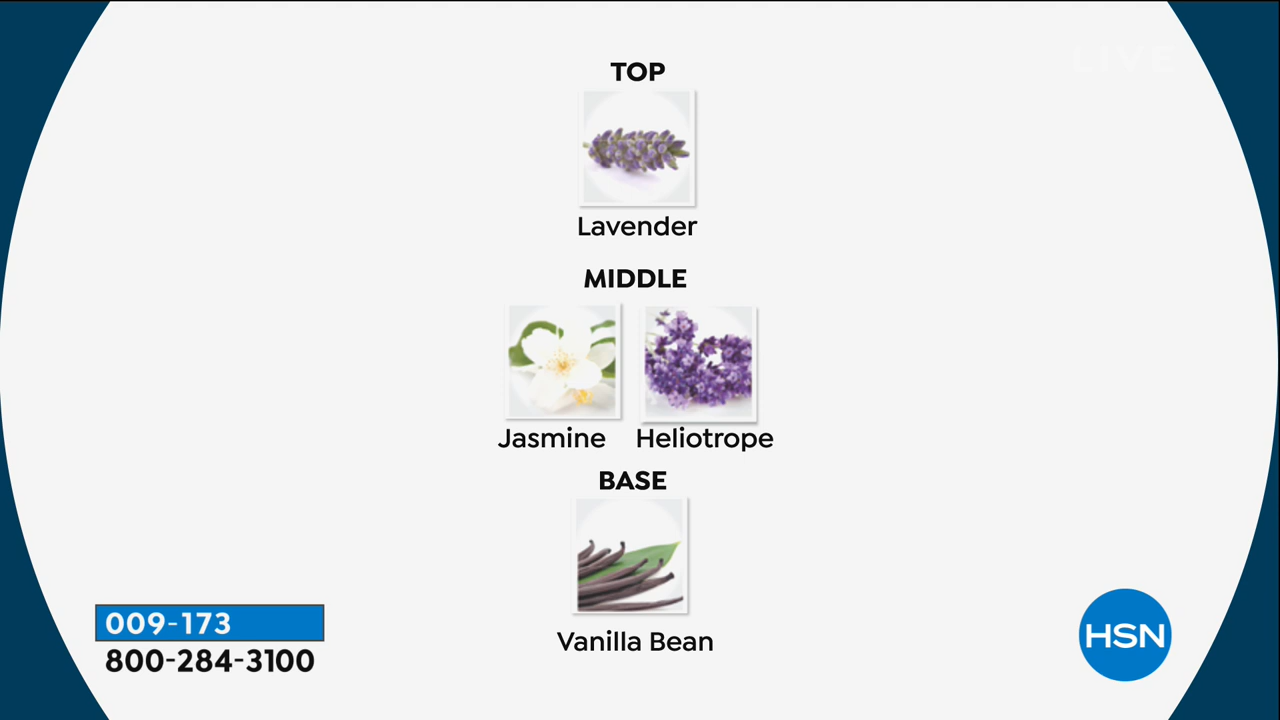 LIVE
TOP
Lavender
MIDDLE
Jasmine Heliotrope
BASE
Vanilla Bean
009-173
800-284-3100
HSN